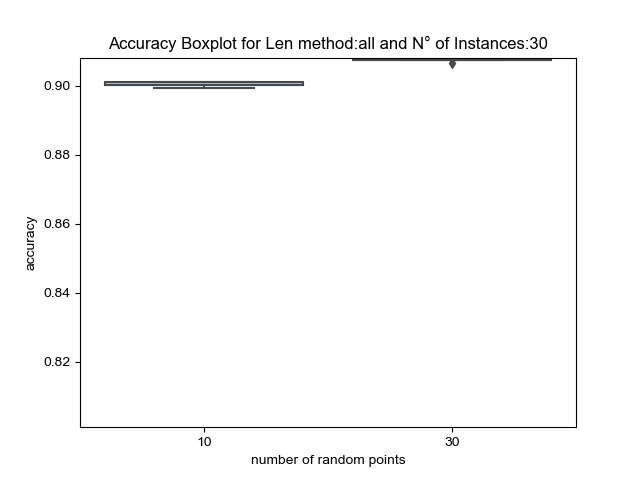 Accuracy Boxplot for Len method:all and N° of Instances:30
0.90
0.88
0.86
0.84
0.82
accuracy
10 30
number of random points